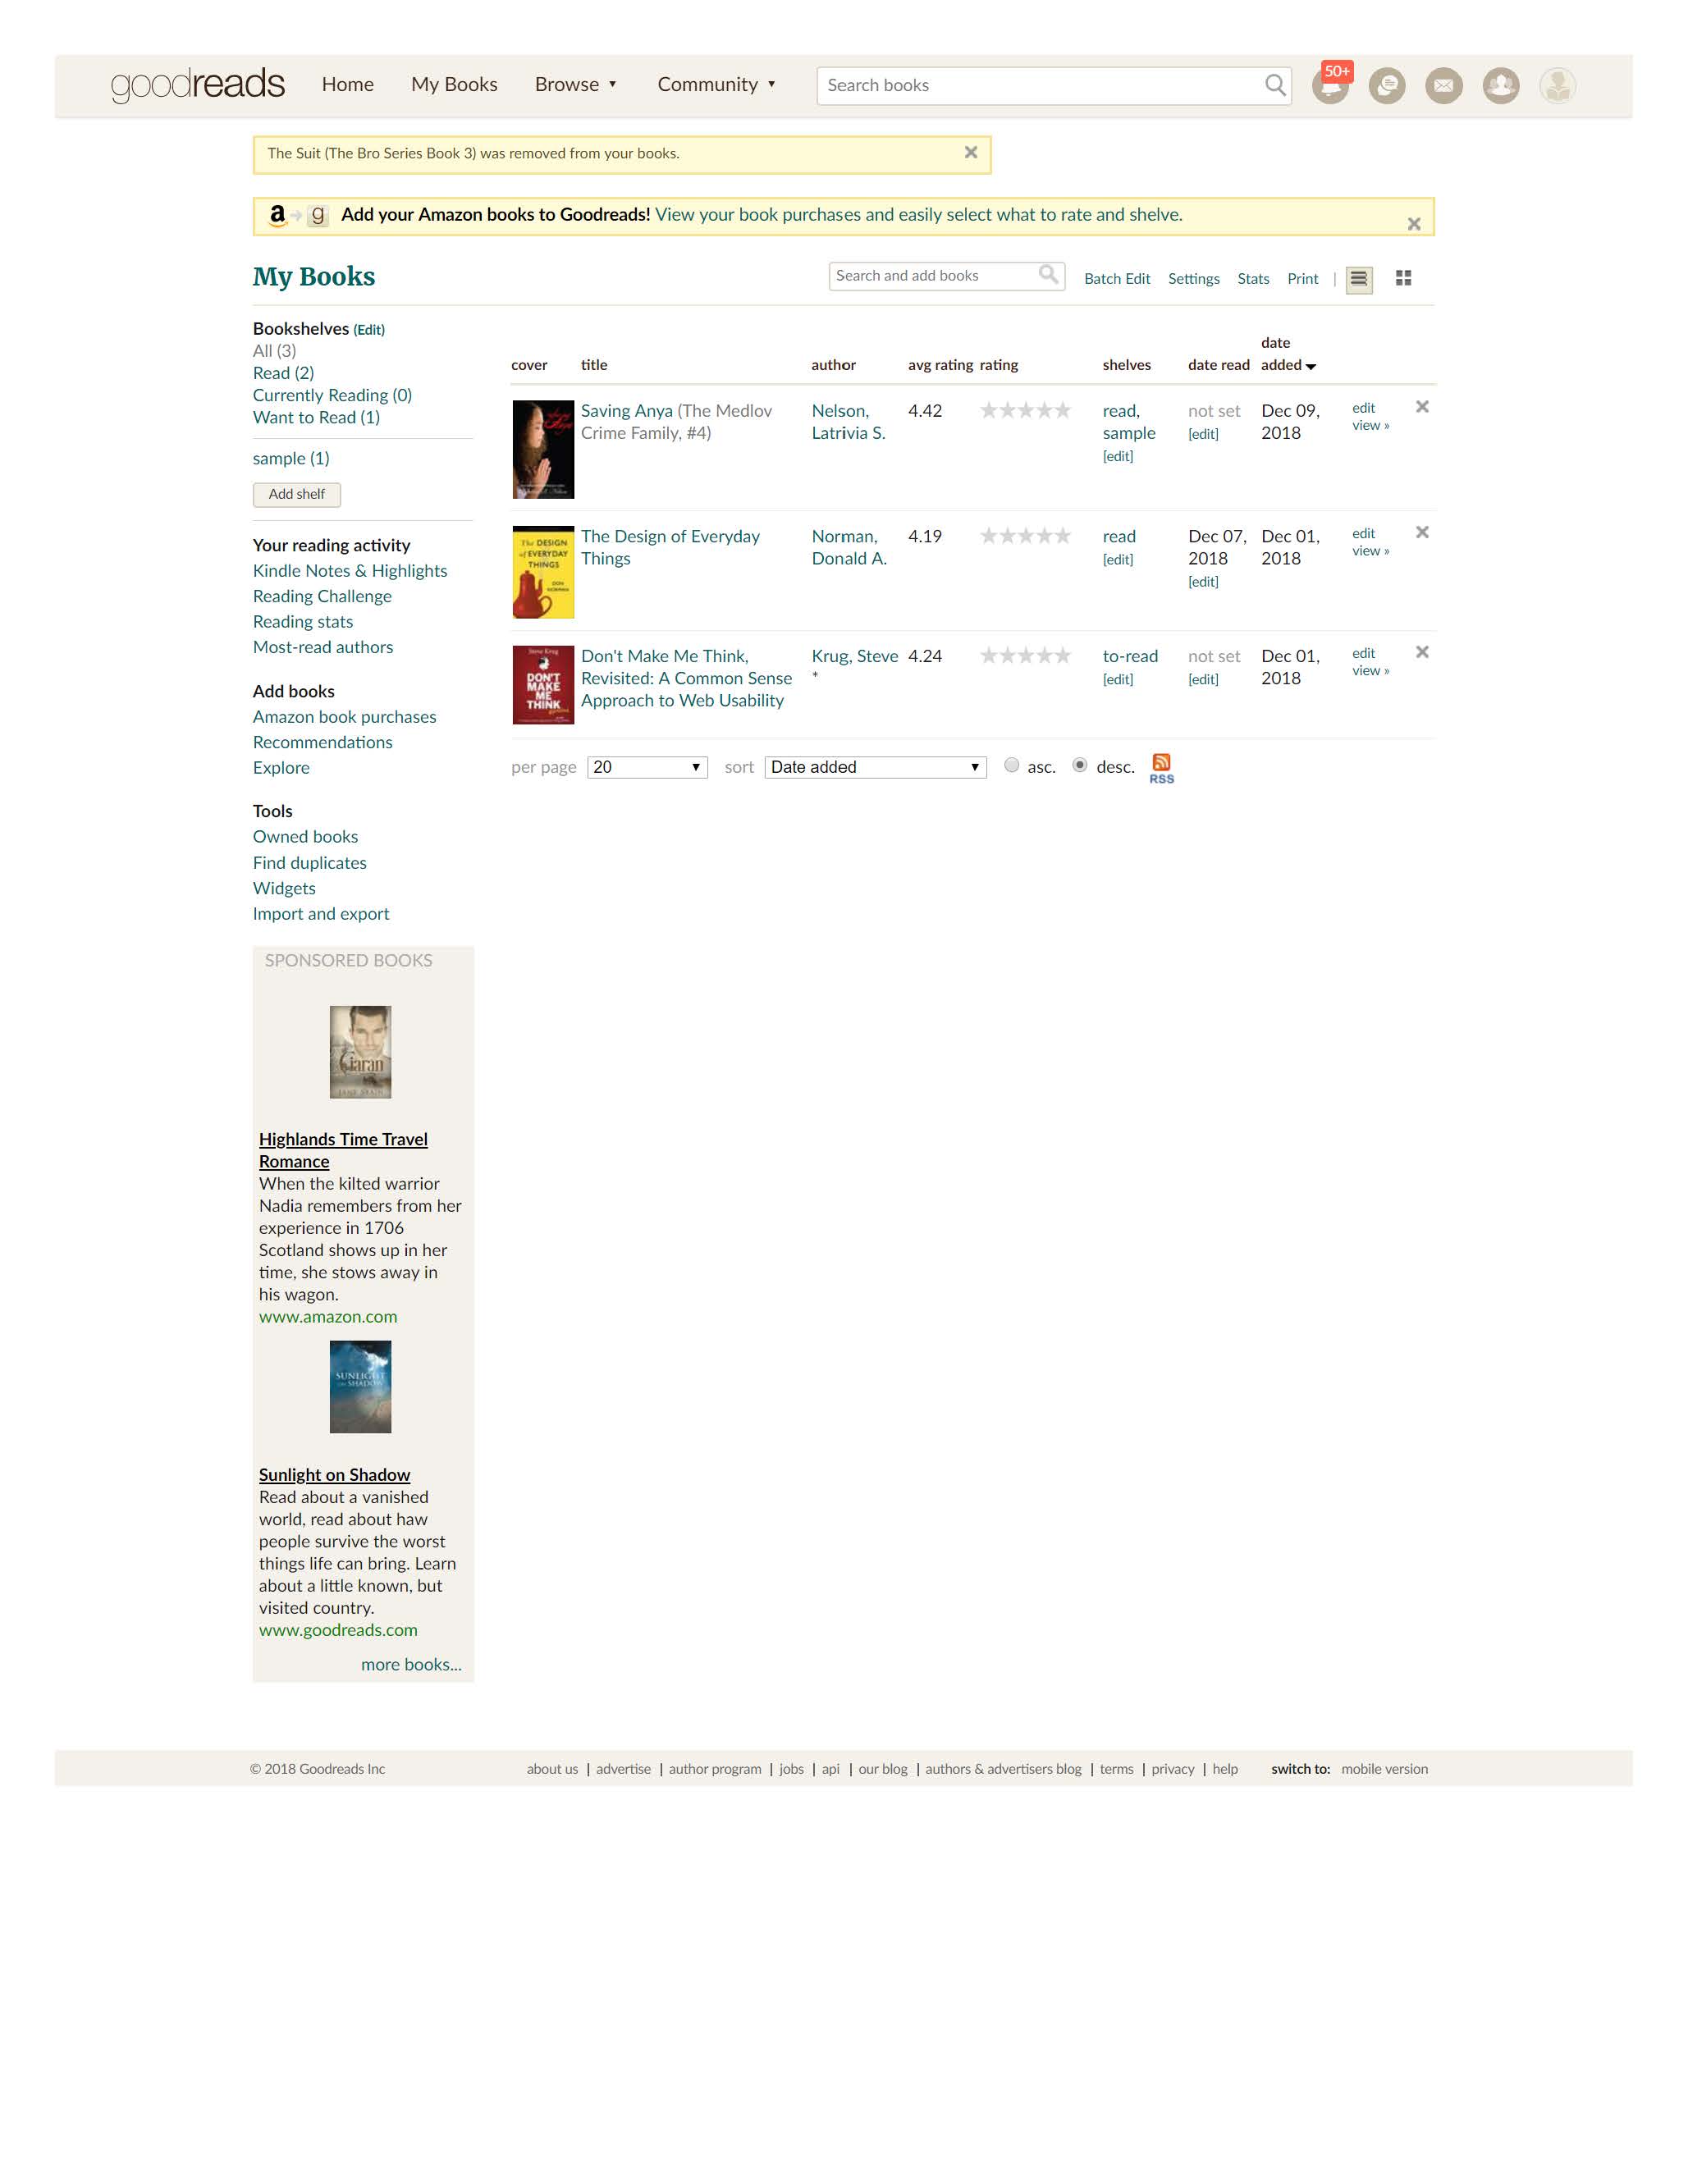 goodreads Home My Books Browse ▼ Community ▼ Search books 50+
The Suit (The Bro Series Book 3) was removed from your books.
a g Add your Amazon books to Goodreads! View your book purchases and easily select what to rate and shelve.
My Books Search and add books Batch Edit Settings Stats Print |
Bookshelves (Edit)
All (3)
Read (2)
Currently Reading (0)
Want to Read (1)
sample (1)
Add shelf
Your reading activity
Kindle Notes & Highlights
Reading Challenge
Reading stats
Most-read authors
Add books
Amazon book purchases
Recommendations
Explore
Tools
Owned books
Find duplicates
Widgets
Import and export
SPONSORED BOOKS
Ciaran
Highlands Time Travel
Romance
When the kilted warrior
Nadia remembers from her
experience in 1706
Scotland shows up in her
time, she stows away in
his wagon.
www.amazon.com
SUNLIGHT
SHADOW
Sunlight on Shadow
Read about a vanished
world, read about haw
people survive the worst
things life can bring. Learn
about a little known, but
visited country.
www.goodreads.com
more books...
date
cover title author avg rating rating shelves date read added
Saving Anya (The Medlov Nelson, 4.42 read, not set Dec 09, edit
Crime Family, #4) Latrivia S. sample [edit] 2018 view »
[edit]
The DESIGN
of EVERYDAY
THINGS
DON
NORMAN
The Design of Everyday Norman, 4.19 read Dec 07, Dec 01, edit
Things Donald A. [edit] 2018 2018 view »
[edit]
Steve Krug
DON'T
MAKE
ME
THINK
Don't Make Me Think, Krug, Steve 4.24 to-read not set Dec 01, edit
Revisited: A Common Sense * [edit] [edit] 2018 view »
Approach to Web Usability
per page 20 sort Date added asc. desc. RSS
© 2018 Goodreads Inc about us | advertise | author program | jobs | api | our blog | authors & advertisers blog | terms | privacy | help switch to: mobile version